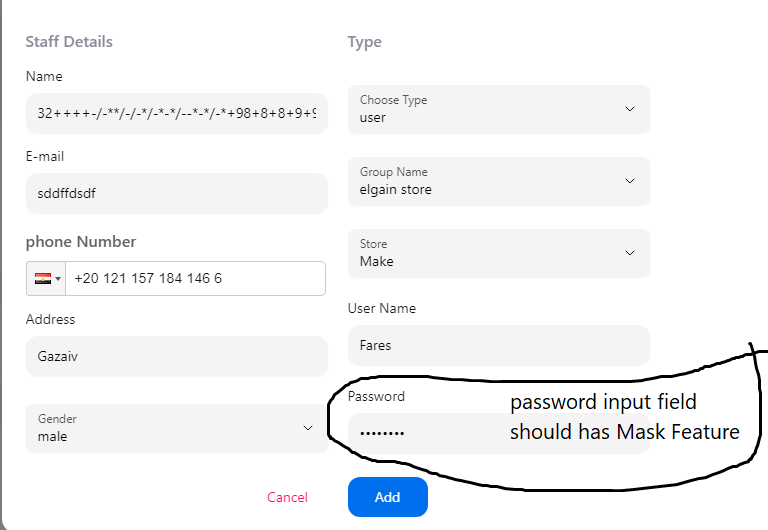 Staff Details
Name
32++++-/-**/-/-*/-*-*/--*-*/-*+98+8+8+9+9
E-mail
sddffdsdf
phone Number
+20 121 157 184 146 6
Address
Gazaiv
Gender
male
Type
Choose Type
user
Group Name
elgain store
Store
Make
User Name
Fares
Password
••••••••
password input field
should has Mask Feature
Cancel
Add